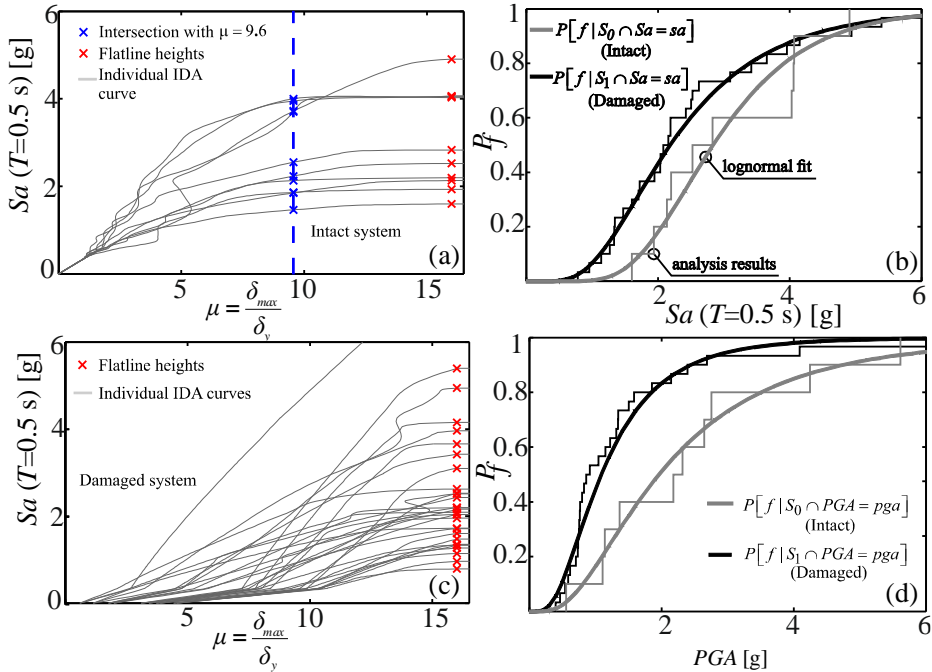 Sa (T=0.5 s) [g]
6
4
2
0
Intersection with μ = 9.6
Flatline heights
Individual IDA
curve
Intact system
(a)
5
10
15
μ = δmax / δy
Pf
1
0.8
0.6
0.4
0.2
P[f | S0 ∩ Sa = sa]
(Intact)
P[f | S1 ∩ Sa = sa]
(Damaged)
lognormal fit
analysis results
(b)
2
4
6
Sa (T=0.5 s) [g]
Sa (T=0.5 s) [g]
6
4
2
0
Flatline heights
Individual IDA curves
Damaged system
(c)
5
10
15
μ = δmax / δy
Pf
1
0.8
0.6
0.4
0.2
P[f | S0 ∩ PGA = pga]
(Intact)
P[f | S1 ∩ PGA = pga]
(Damaged)
(d)
2
4
6
PGA [g]